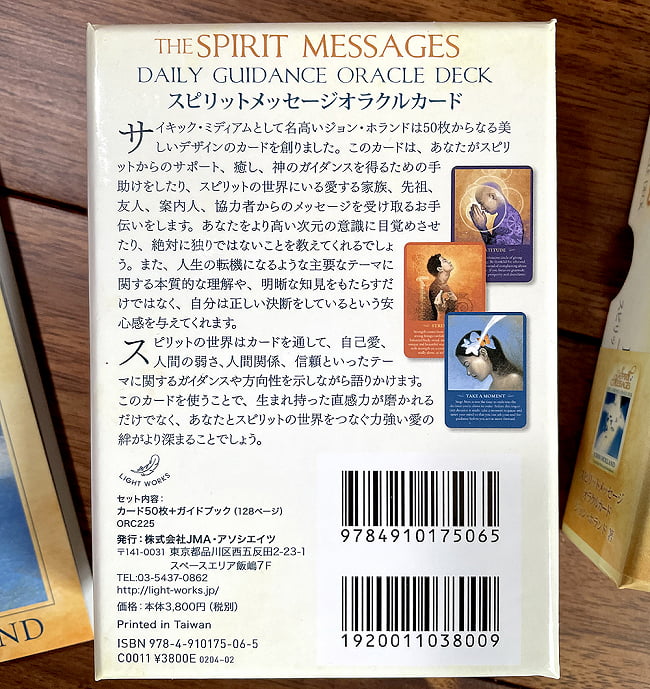 THE SPIRIT MESSAGES
DAILY GUIDANCE ORACLE DECK
スピリットメッセージオラクルカード
サイキック・ミディアムとして名高いジョン・ホランドは50枚からなる美
しいデザインのカードを創りました。このカードは、あなたがスピリ
ットからのサポート、癒し、神のガイダンスを得るための手
助けをしたり、スピリットの世界にいる愛する家族、先祖、
友人、案内人、協力者からのメッセージを受け取るお手
伝いをします。あなたをより高い次元の意識に目覚めさせ
たり、絶対に独りではないことを教えてくれるでしょ
う。また、人生の転機になるような主要なテーマに
関する本質的な理解や、明晰な知見をもたらすだ
けではなく、自分は正しい決断をしているという安
心感を与えてくれます。
スピリットの世界はカードを通して、自己愛、
人間の弱さ、人間関係、信頼といったテー
マに関するガイダンスや方向性を示しながら語りかけます。
このカードを使うことで、生まれ持った直感力が磨かれる
だけでなく、あなたとスピリットの世界をつなぐ力強い愛の
絆がより深まることでしょう。
TAKE A MOMENT
LIGHT WORKS
セット内容:
カード50枚+ガイドブック(128ページ)
ORC225
発行:株式会社JMA・アソシエイツ
〒141-0031 東京都品川区西五反田2-23-1
スペースエリア飯嶋7F
TEL:03-5437-0862
http://light-works.jp/
価格:本体3,800円(税別)
Printed in Taiwan
ISBN 978-4-910175-06-5
C0011 ¥3800E 0204-02
9784910175065
1920011038009
スピリットメッセージ
オラクルカード
ジョン・ホランド 著